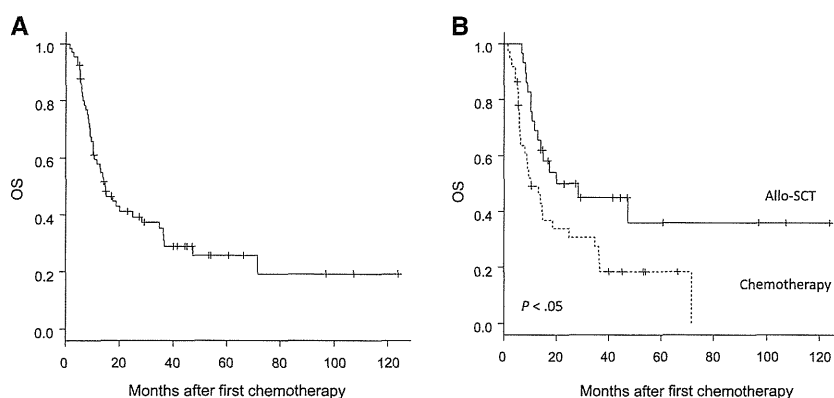 A
1.0
0.8
0.6
0.4
0.2
0.0
OS
0 20 40 60 80 100 120
Months after first chemotherapy
B
1.0
0.8
0.6
0.4
0.2
0.0
OS
Allo-SCT
Chemotherapy
P < .05
0 20 40 60 80 100 120
Months after first chemotherapy